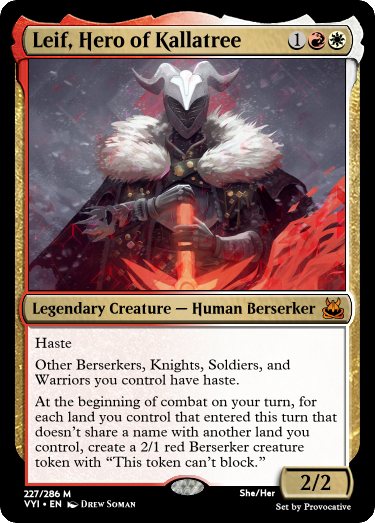 Leif, Hero of Kallatree 1
Legendary Creature — Human Berserker
Haste
Other Berserkers, Knights, Soldiers, and
Warriors you control have haste.
At the beginning of combat on your turn, for
each land you control that entered this turn that
doesn't share a name with another land you
control, create a 2/1 red Berserker creature
token with “This token can't block.”
2/2
227/286 M She/Her
VYI • EN Drew Soman Set by Provocative